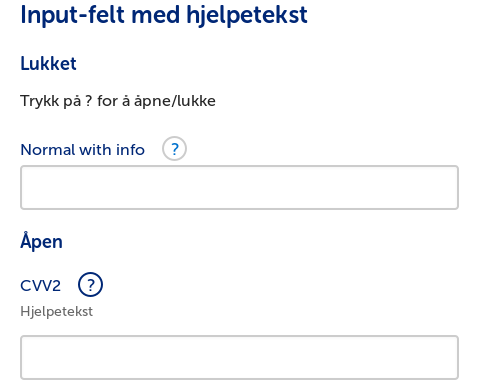 Input-felt med hjelpetekst
Lukket
Trykk på ? for å åpne/lukke
Normal with info ?
Åpen
CVV2 ?
Hjelpetekst